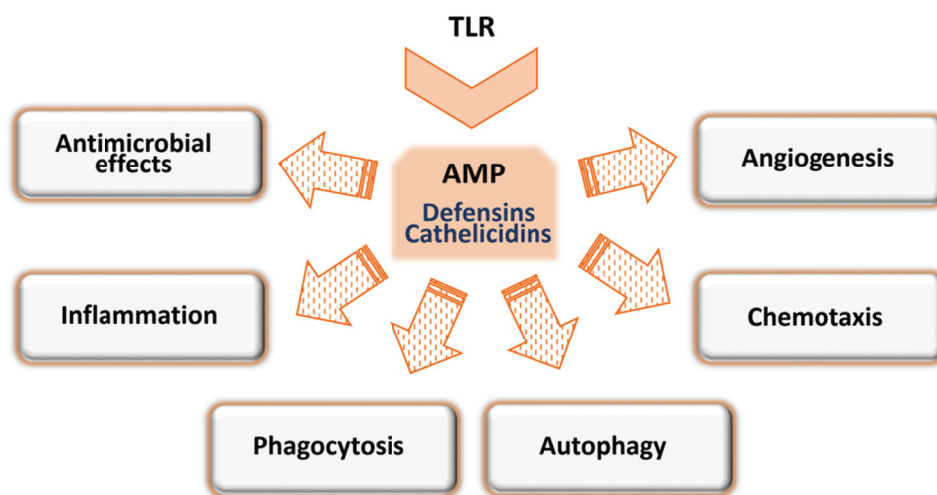 TLR
Antimicrobial
effects
AMP
Defensins
Cathelicidins
Angiogenesis
Inflammation
Chemotaxis
Phagocytosis
Autophagy